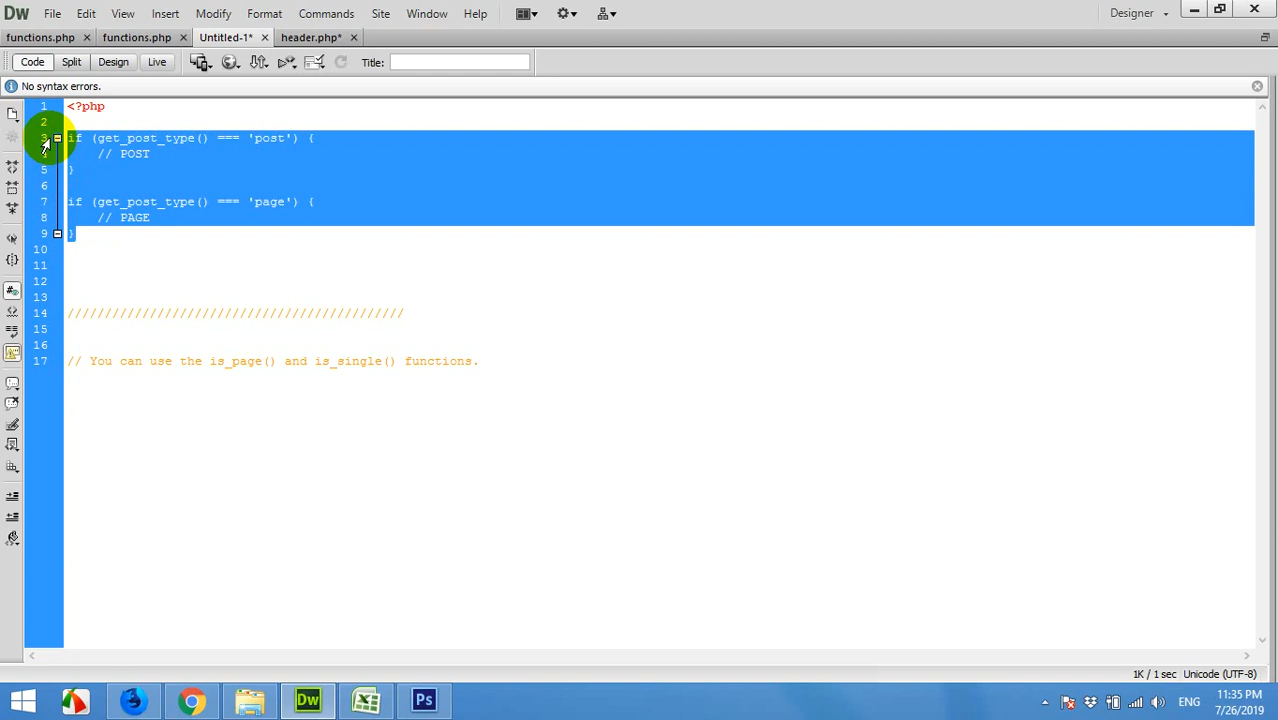 Dw File Edit View Insert Modify Format Commands Site Window Help Designer
functions.php × functions.php × Untitled-1* × header.php* ×
Code Split Design Live Title:
No syntax errors.
1 <?php
2
3 if (get_post_type() === 'post') {
// POST
5 }
6
7 if (get_post_type() === 'page') {
8 // PAGE
9 }
10
11
12
13
14 /////////////////////////////////////////////
15
16
17 // You can use the is_page() and is_single() functions.
1K / 1 sec Unicode (UTF-8)
Dw Ps ENG 11:35 PM
7/26/2019